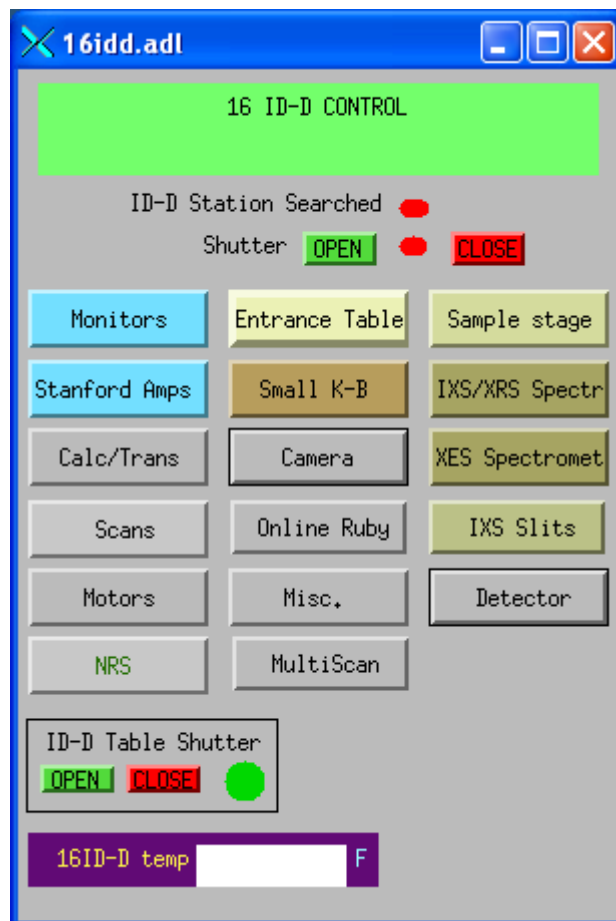 16idd.adl
16 ID-D CONTROL
ID-D Station Searched
Shutter OPEN CLOSE
Monitors Entrance Table Sample stage
Stanford Amps Small K-B IXS/XRS Spectr
Calc/Trans Camera XES Spectromet
Scans Online Ruby IXS Slits
Motors Misc. Detector
NRS MultiScan
ID-D Table Shutter
OPEN CLOSE
16ID-D temp F